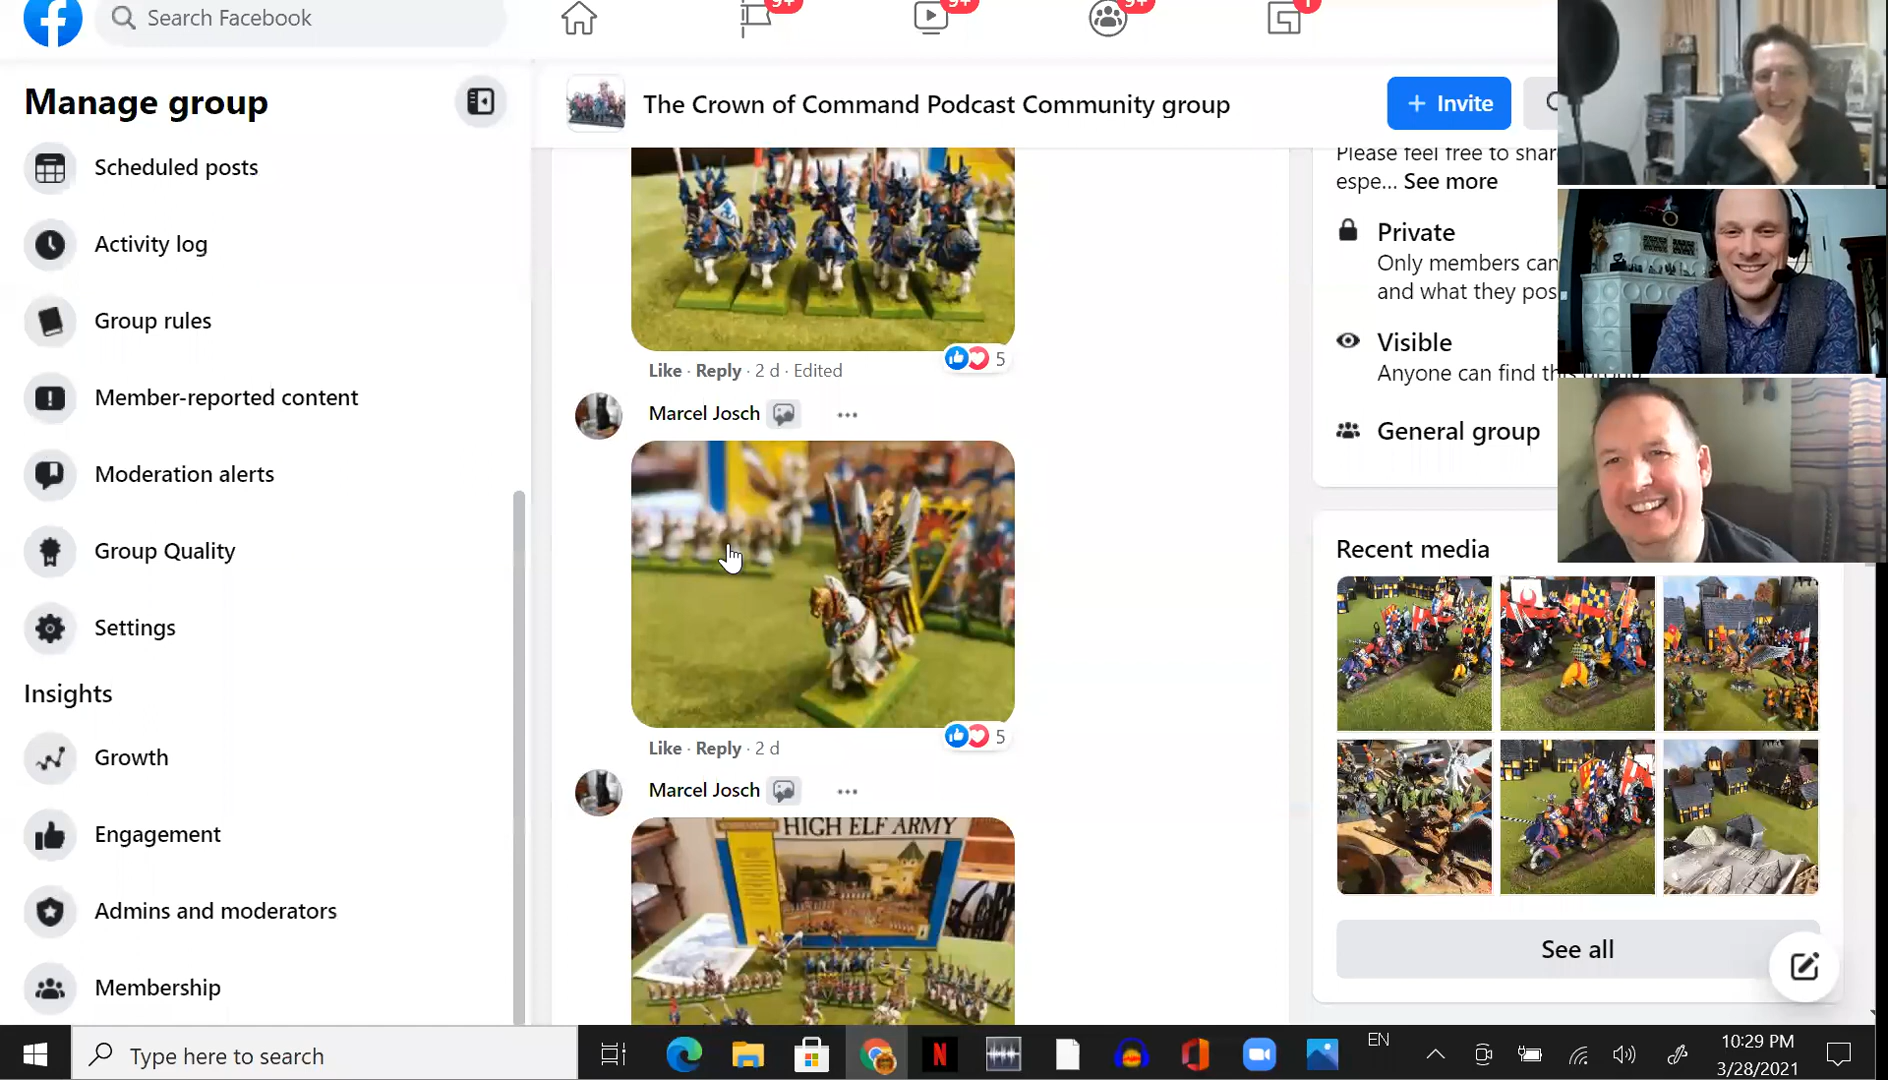 Search Facebook
9+
9+
9+
1
Manage group
Scheduled posts
Activity log
Group rules
Member-reported content
Moderation alerts
Group Quality
Settings
Insights
Growth
Engagement
Admins and moderators
Membership
The Crown of Command Podcast Community group
+ Invite
Like · Reply · 2 d · Edited
5
Marcel Josch
Like · Reply · 2 d
5
Marcel Josch
HIGH ELF ARMY
Please feel free to shar
espe... See more
Private
Only members can
and what they pos
Visible
Anyone can find
General group
Recent media
See all
Type here to search
N
EN
10:29 PM
3/28/2021